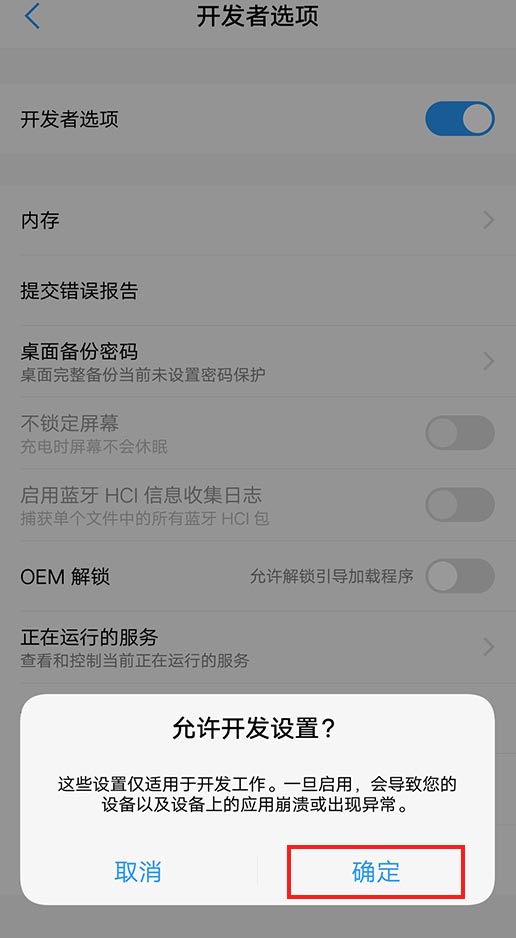 开发者选项
开发者选项
内存
提交错误报告
桌面备份密码
桌面完整备份当前未设置密码保护
不锁定屏幕
充电时屏幕不会休眠
启用蓝牙 HCI 信息收集日志
捕获单个文件中的所有蓝牙 HCI 包
OEM 解锁 允许解锁引导加载程序
正在运行的服务
查看和控制当前正在运行的服务
允许开发设置?
这些设置仅适用于开发工作。一旦启用，会导致您的
设备以及设备上的应用崩溃或出现异常。
取消 确定